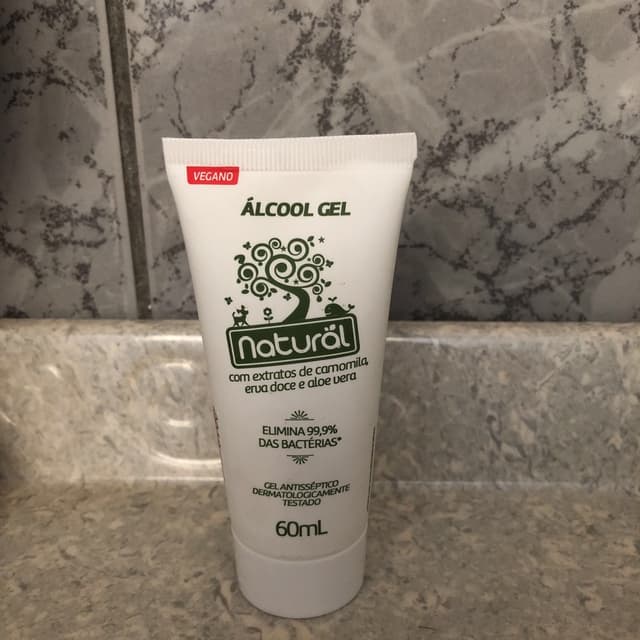 VEGANO
ÁLCOOL GEL
naturäl
com extratos de camomila,
erva doce e aloe vera
ELIMINA 99,9%
DAS BACTÉRIAS*
GEL ANTISSÉPTICO
DERMATOLOGICAMENTE
TESTADO
60mL